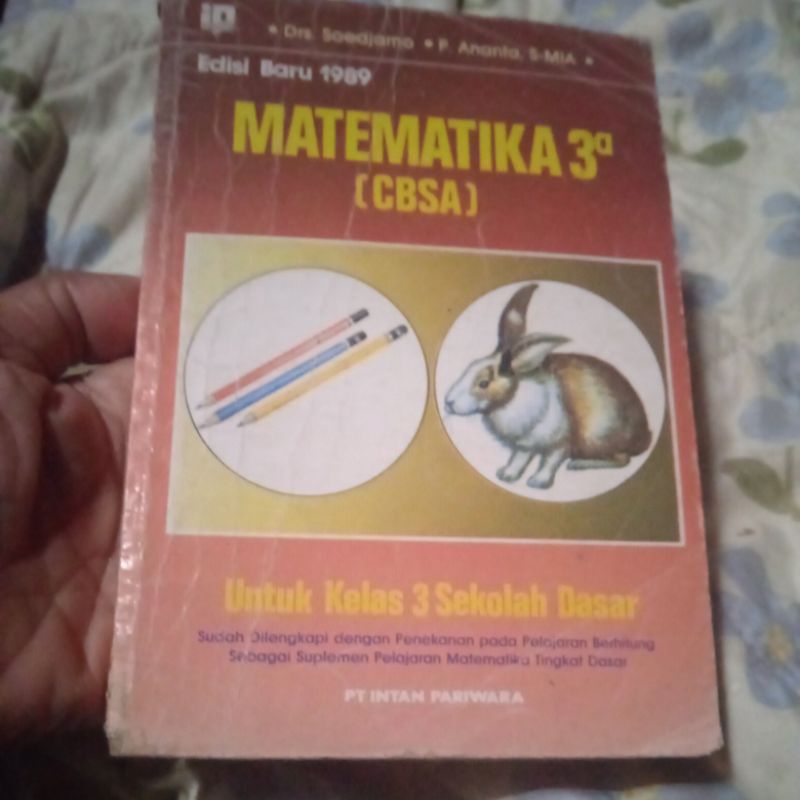 iP
• Drs. Soedjarno • P. Ananta, S-MIA •
Edisi Baru 1989
MATEMATIKA 3ª
(CBSA)
Untuk Kelas 3 Sekolah Dasar
Sudah Dilengkapi dengan Penekanan pada Pelajaran Berhitung
Sebagai Suplemen Pelajaran Matematika Tingkat Dasar
PT INTAN PARIWARA